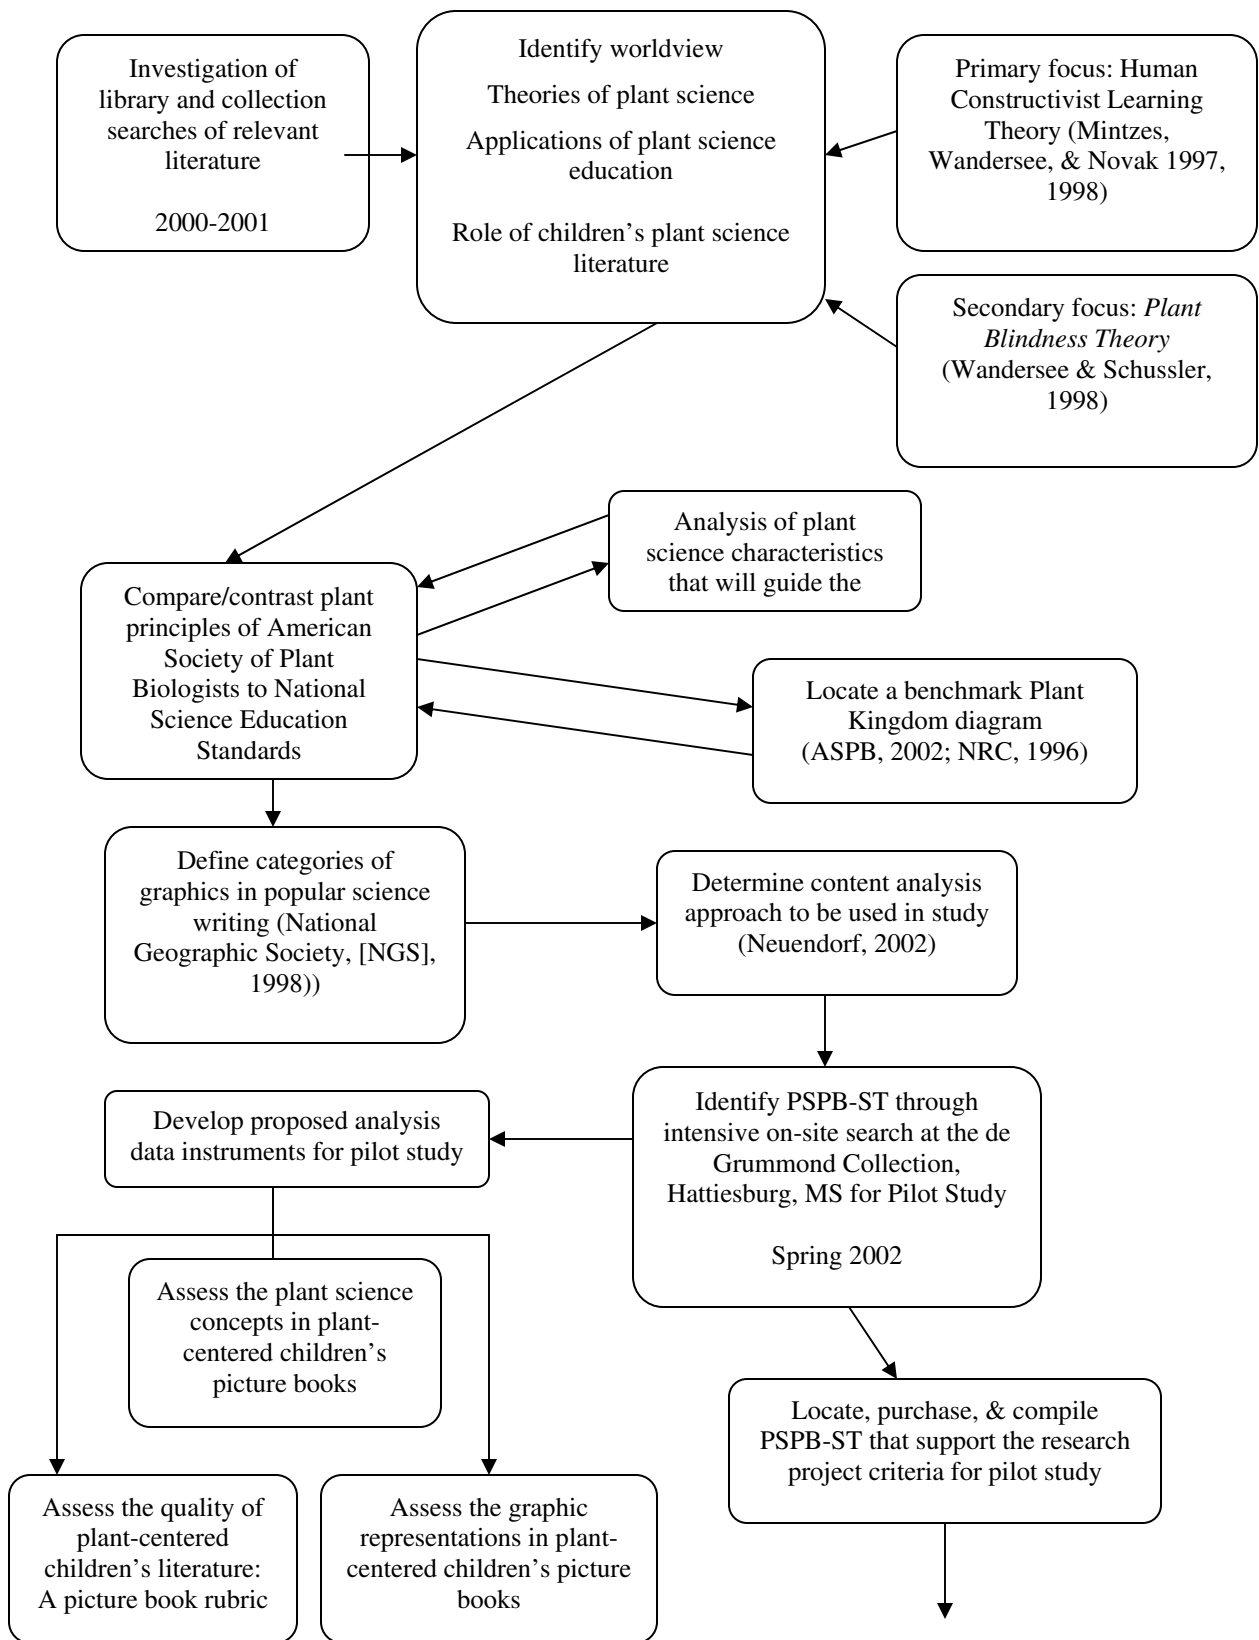 Investigation of
library and collection
searches of relevant
literature
2000-2001
Identify worldview
Theories of plant science
Applications of plant science
education
Role of children’s plant science
literature
Primary focus: Human
Constructivist Learning
Theory (Mintzes,
Wandersee, & Novak 1997,
1998)
Secondary focus: Plant
Blindness Theory
(Wandersee & Schussler,
1998)
Analysis of plant
science characteristics
that will guide the
Compare/contrast plant
principles of American
Society of Plant
Biologists to National
Science Education
Standards
Locate a benchmark Plant
Kingdom diagram
(ASPB, 2002; NRC, 1996)
Define categories of
graphics in popular science
writing (National
Geographic Society, [NGS],
1998))
Determine content analysis
approach to be used in study
(Neuendorf, 2002)
Identify PSPB-ST through
intensive on-site search at the de
Grummond Collection,
Hattiesburg, MS for Pilot Study
Spring 2002
Develop proposed analysis
data instruments for pilot study
Assess the plant science
concepts in plant-
centered children’s
picture books
Locate, purchase, & compile
PSPB-ST that support the research
project criteria for pilot study
Assess the quality of
plant-centered
children’s literature:
A picture book rubric
Assess the graphic
representations in plant-
centered children’s picture
books